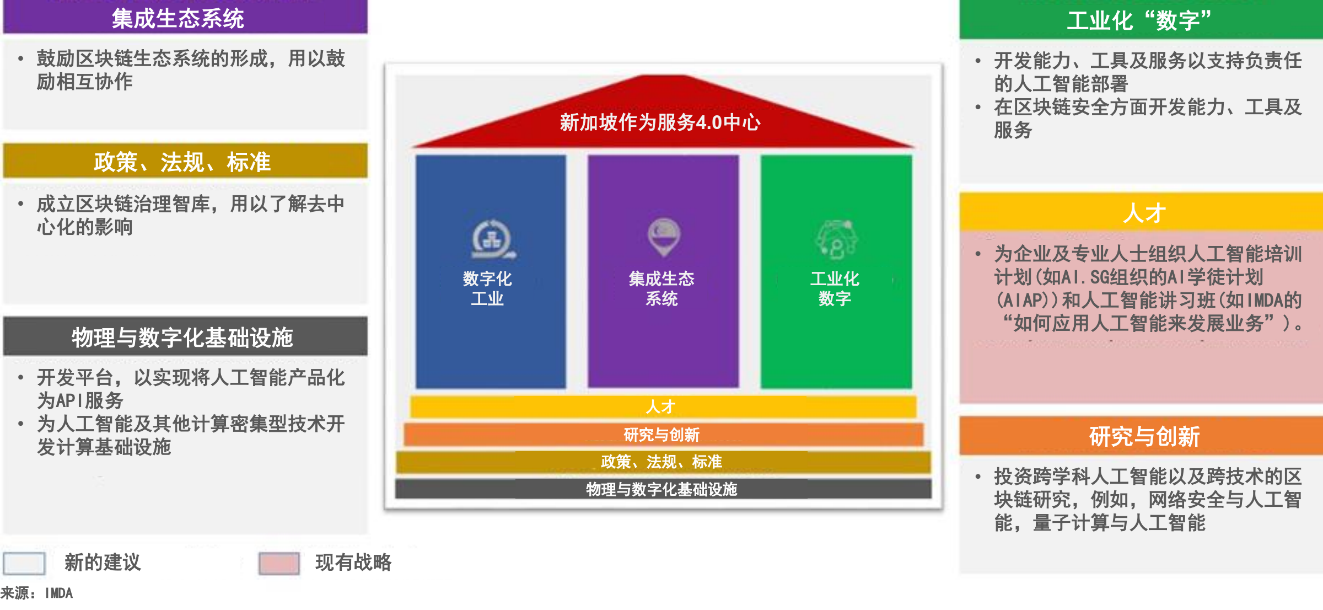 集成生态系统
• 鼓励区块链生态系统的形成，用以鼓
励相互协作
政策、法规、标准
• 成立区块链治理智库，用以了解去中
心化的影响
物理与数字化基础设施
• 开发平台，以实现将人工智能产品化
为API服务
• 为人工智能及其他计算密集型技术开
发计算基础设施
新加坡作为服务4.0中心
数字化
工业
集成生态
系统
工业化
数字
人才
研究与创新
政策、法规、标准
物理与数字化基础设施
工业化“数字”
• 开发能力、工具及服务以支持负责任
的人工智能部署
• 在区块链安全方面开发能力、工具及
服务
人才
• 为企业及专业人士组织人工智能培训
计划(如AI.SG组织的AI学徒计划
(AIAP))和人工智能讲习班(如IMDA的
“如何应用人工智能来发展业务”)。
研究与创新
• 投资跨学科人工智能以及跨技术的区
块链研究，例如，网络安全与人工智
能，量子计算与人工智能
新的建议
现有战略
来源：IMDA